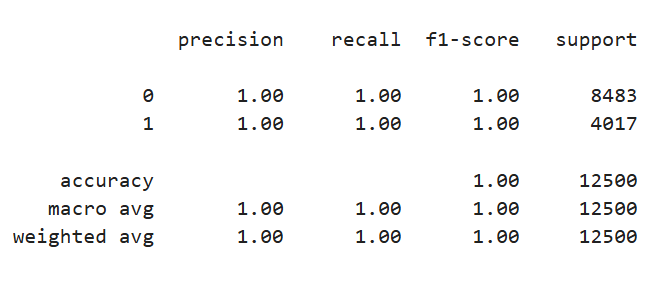 precision recall f1-score support
0 1.00 1.00 1.00 8483
1 1.00 1.00 1.00 4017
accuracy 1.00 12500
macro avg 1.00 1.00 1.00 12500
weighted avg 1.00 1.00 1.00 12500